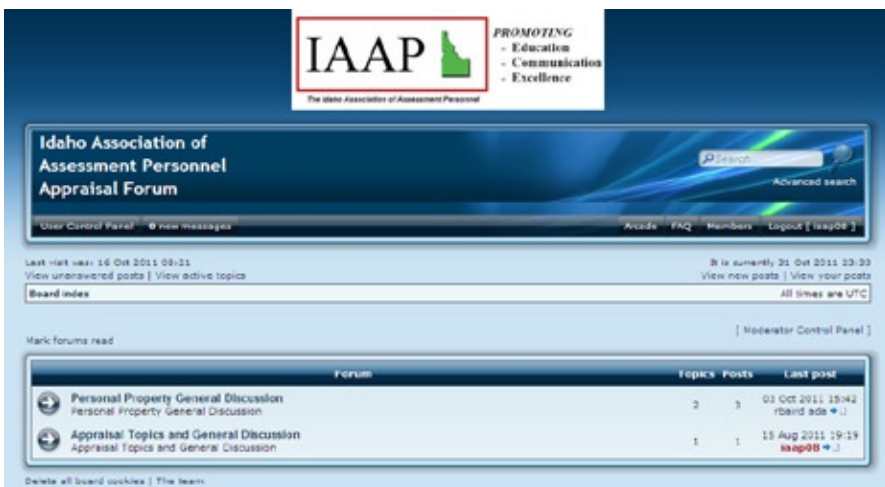 IAAP
PROMOTING
- Education
- Communication
- Excellence
The Idaho Association of Assessment Personnel
Idaho Association of
Assessment Personnel
Appraisal Forum
Search
Advanced search
User Control Panel 0 new messages
Arcade FAQ Members Logout [ iaap08 ]
Last visit was: 16 Oct 2011 08:21
It is currently 31 Oct 2011 23:33
View unanswered posts | View active topics
View new posts | View your posts
Board index
All times are UTC
[ Moderator Control Panel ]
Mark forums read
Forum Topics Posts Last post
Personal Property General Discussion
Personal Property General Discussion
2 3
03 Oct 2011 15:42
rbaird ada
Appraisal Topics and General Discussion
Appraisal Topics and General Discussion
1 1
15 Aug 2011 19:19
iaap08
Delete all board cookies | The team